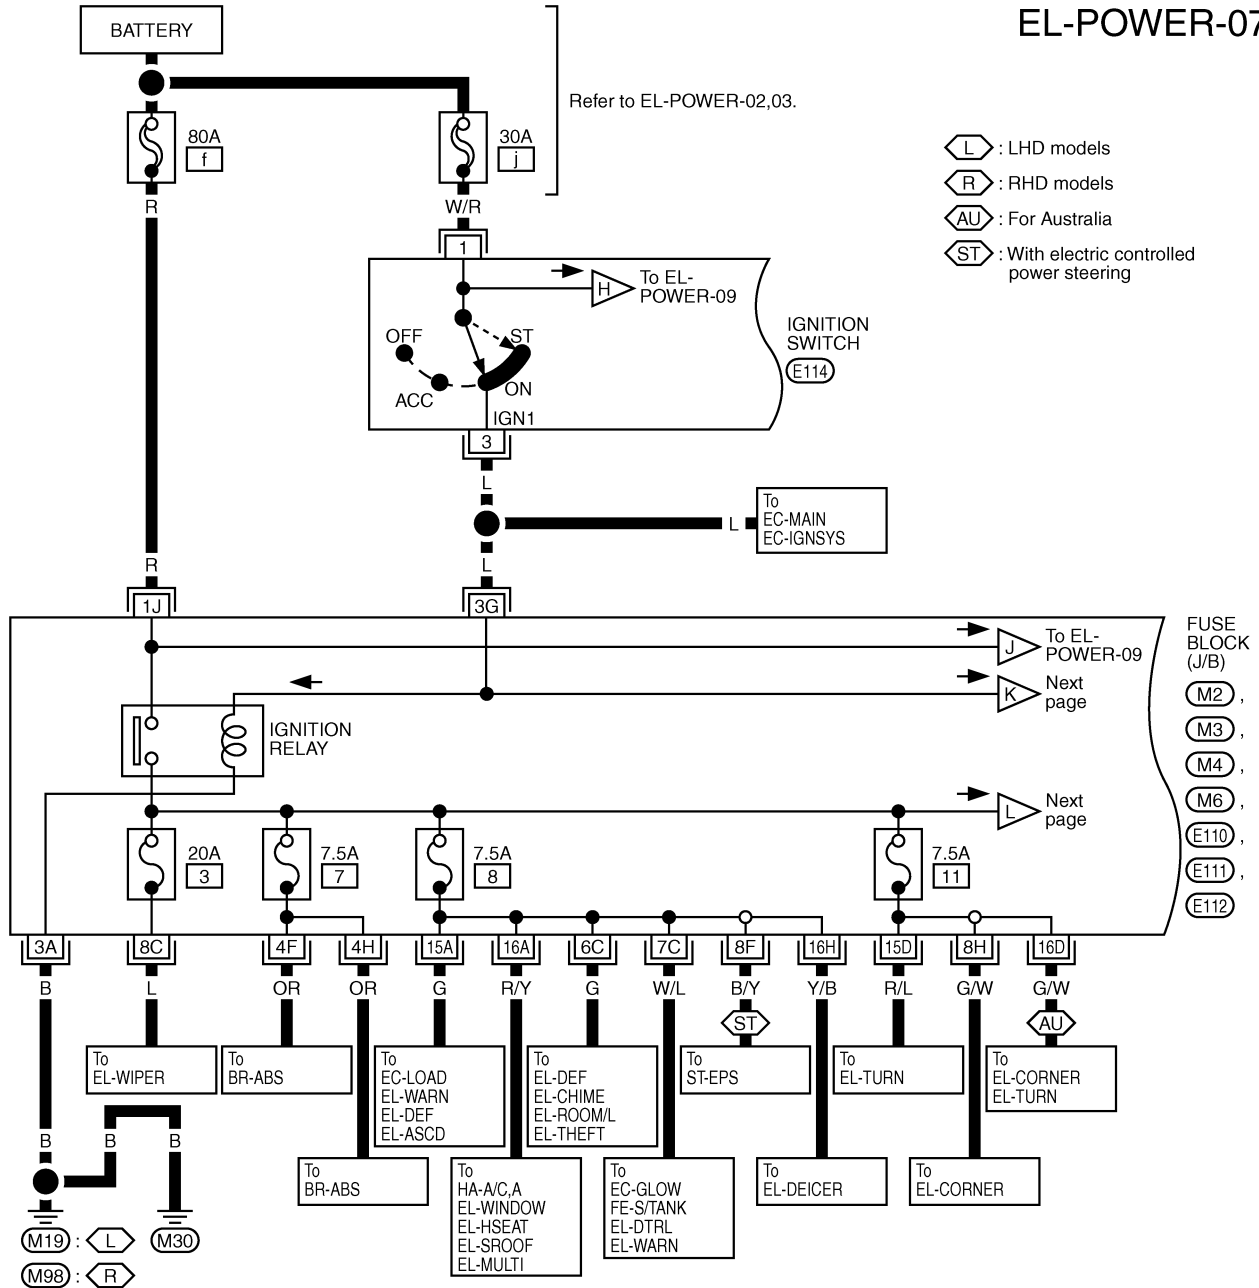 EL-POWER-07
BATTERY
Refer to EL-POWER-02,03.
80A
f
30A
j
L : LHD models
R : RHD models
AU : For Australia
ST : With electric controlled
power steering
R
W/R
1
To EL-
POWER-09
H
OFF
ST
ACC
ON
IGN1
IGNITION
SWITCH
E114
3
L
L
To
EC-MAIN
EC-IGNSYS
R
L
1J
3G
FUSE
BLOCK
(J/B)
M2 ,
M3 ,
M4 ,
M6 ,
E110 ,
E111 ,
E112
J
To EL-
POWER-09
K
Next
page
IGNITION
RELAY
L
Next
page
20A
3
7.5A
7
7.5A
8
7.5A
11
3A 8C 4F 4H 15A 16A 6C 7C 8F 16H 15D 8H 16D
B L OR OR G R/Y G W/L B/Y Y/B R/L G/W G/W
ST
AU
To
EL-WIPER
To
BR-ABS
To
EC-LOAD
EL-WARN
EL-DEF
EL-ASCD
To
EL-DEF
EL-CHIME
EL-ROOM/L
EL-THEFT
To
ST-EPS
To
EL-TURN
To
EL-CORNER
EL-TURN
B B B
To
BR-ABS
To
HA-A/C,A
EL-WINDOW
EL-HSEAT
EL-SROOF
EL-MULTI
To
EC-GLOW
FE-S/TANK
EL-DTRL
EL-WARN
To
EL-DEICER
To
EL-CORNER
M19 : L
M30
M98 : R